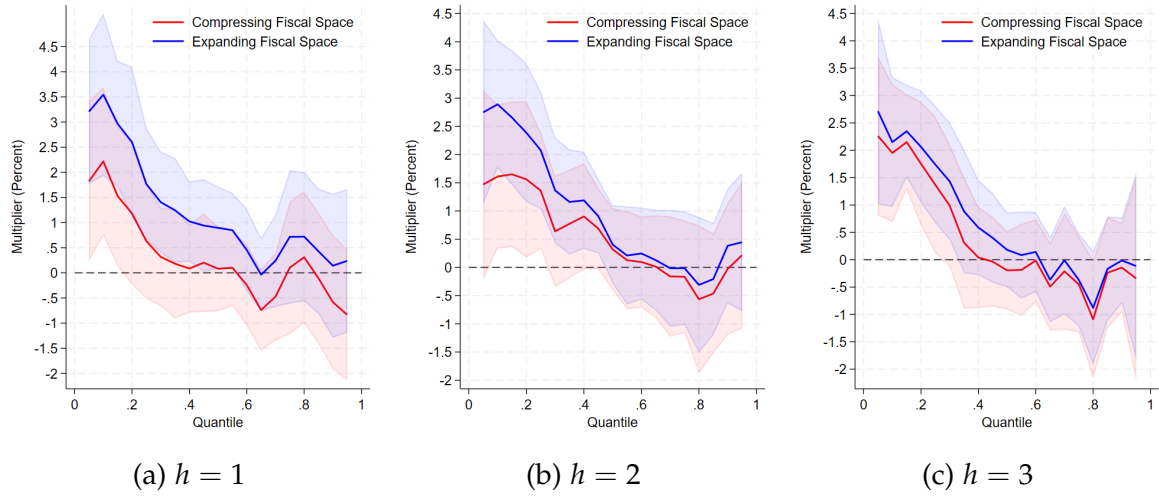 Compressing Fiscal Space
Expanding Fiscal Space
Multiplier (Percent)
4.5
4
3.5
3
2.5
2
1.5
1
.5
0
-.5
-1
-1.5
-2
0 .2 .4 .6 .8 1
Quantile
(a) h = 1
Compressing Fiscal Space
Expanding Fiscal Space
Multiplier (Percent)
4.5
4
3.5
3
2.5
2
1.5
1
.5
0
-.5
-1
-1.5
-2
0 .2 .4 .6 .8 1
Quantile
(b) h = 2
Compressing Fiscal Space
Expanding Fiscal Space
Multiplier (Percent)
4.5
4
3.5
3
2.5
2
1.5
1
.5
0
-.5
-1
-1.5
-2
0 .2 .4 .6 .8 1
Quantile
(c) h = 3